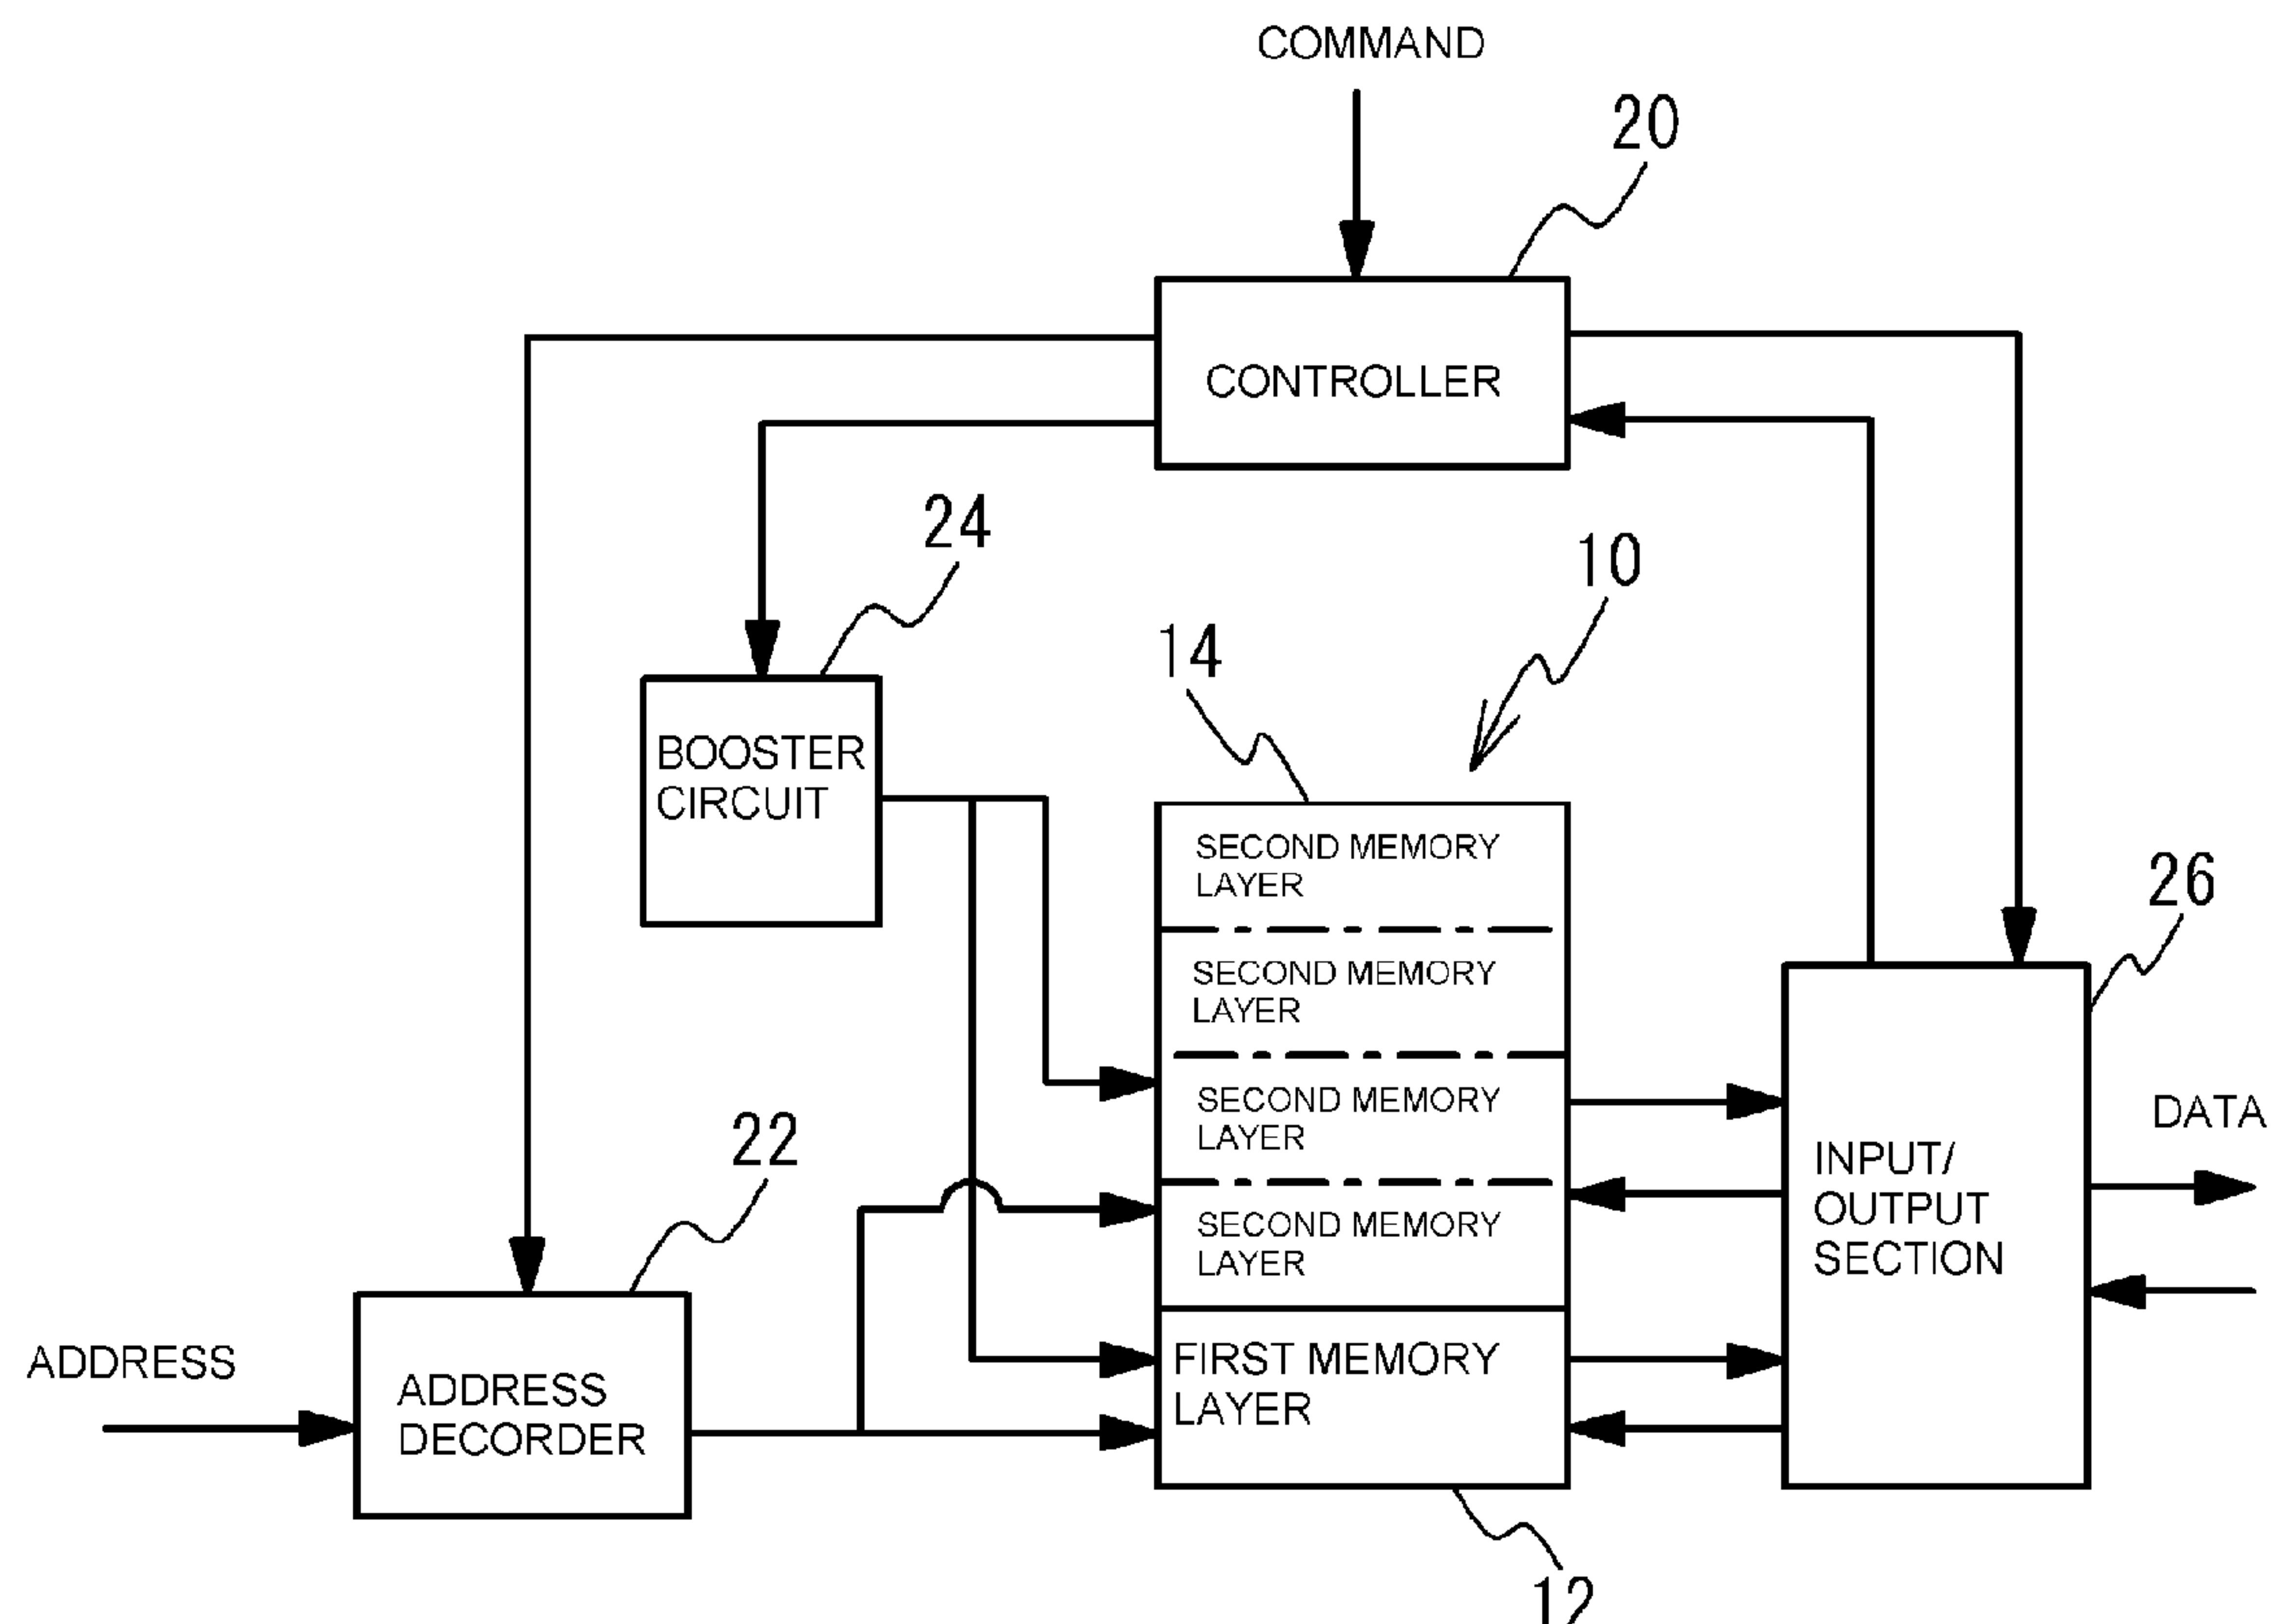 COMMAND
20
CONTROLLER
24
10
14
BOOSTER
CIRCUIT
SECOND MEMORY
LAYER
26
SECOND MEMORY
LAYER
SECOND MEMORY
LAYER
DATA
22
INPUT/
OUTPUT
SECTION
SECOND MEMORY
LAYER
ADDRESS
ADDRESS
DECORDER
FIRST MEMORY
LAYER
12